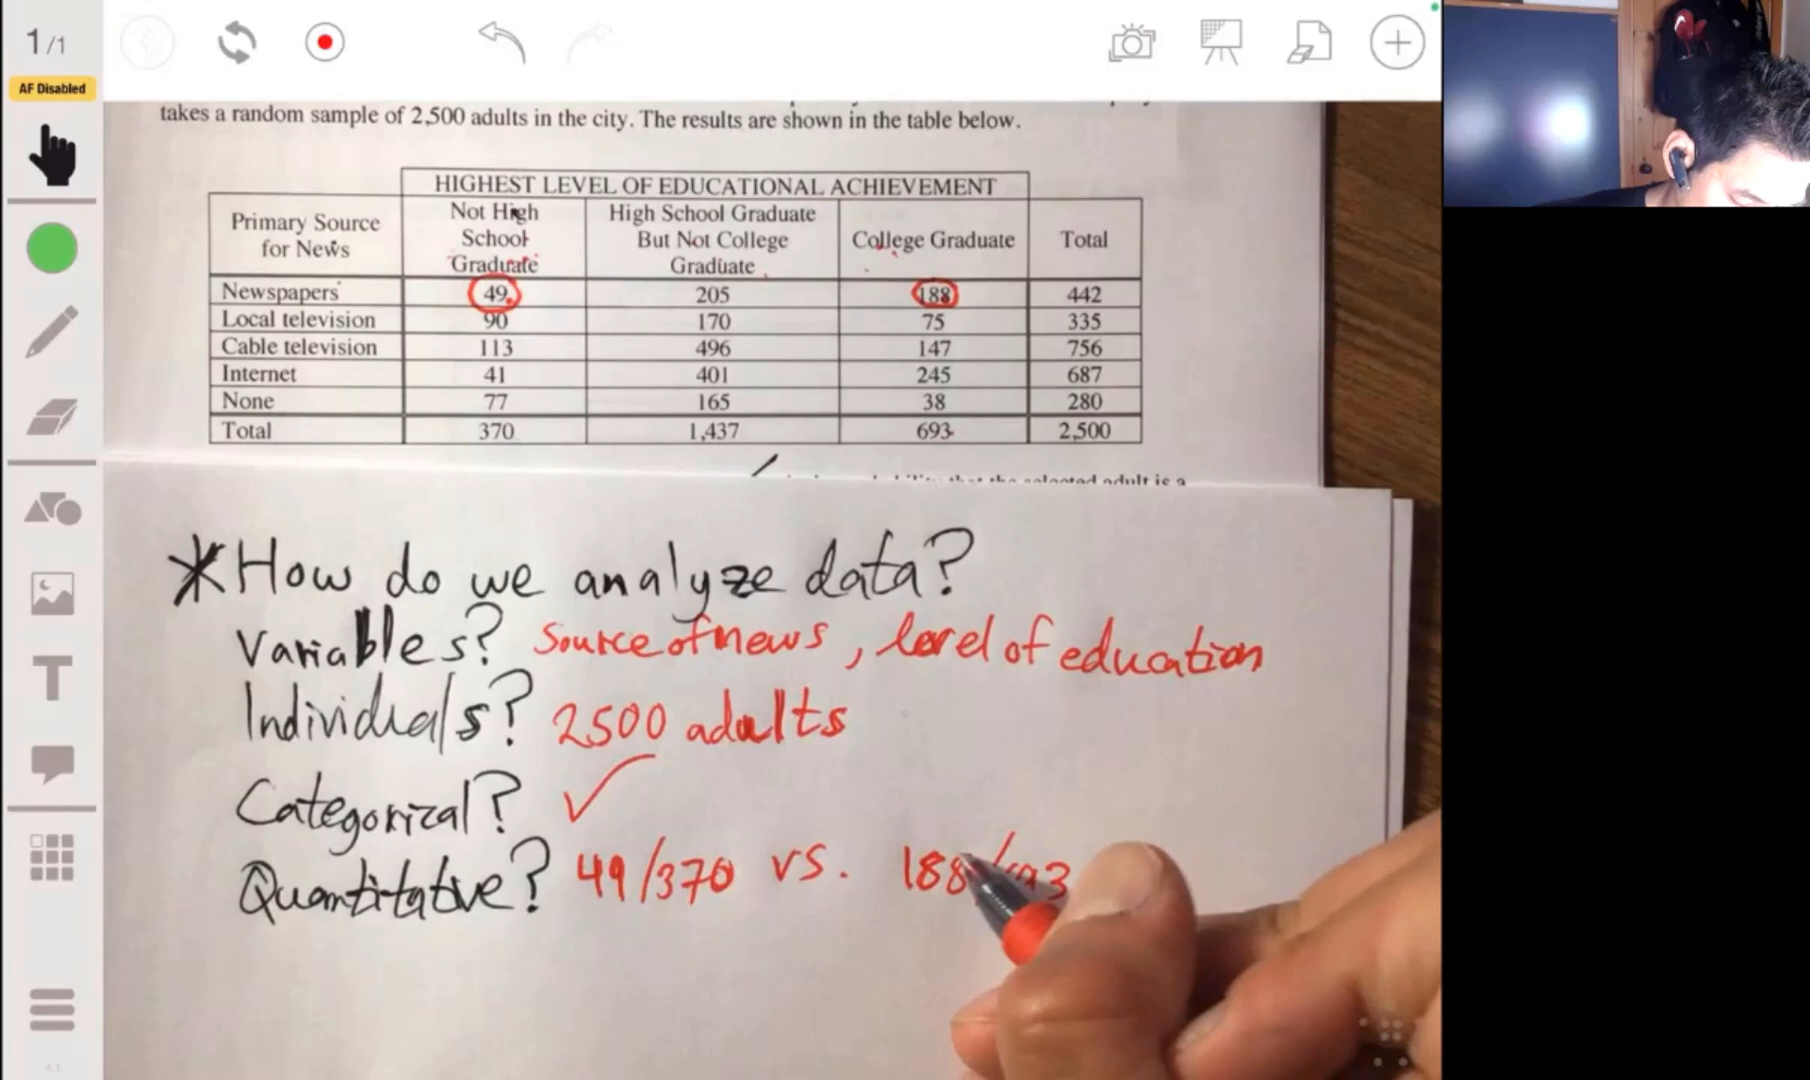 1/1
AF Disabled
takes a random sample of 2,500 adults in the city. The results are shown in the table below.
HIGHEST LEVEL OF EDUCATIONAL ACHIEVEMENT
Primary Source for News Not High School Graduate High School Graduate But Not College Graduate College Graduate Total
Newspapers 49 205 188 442
Local television 90 170 75 335
Cable television 113 496 147 756
Internet 41 401 245 687
None 77 165 38 280
Total 370 1,437 693 2,500
that the selected adult is a
*How do we analyze data?
Variables? Source of news, level of education
Individuals? 2500 adults
Categorical? ✓
Quantitative? 49/370 vs. 188/693
T